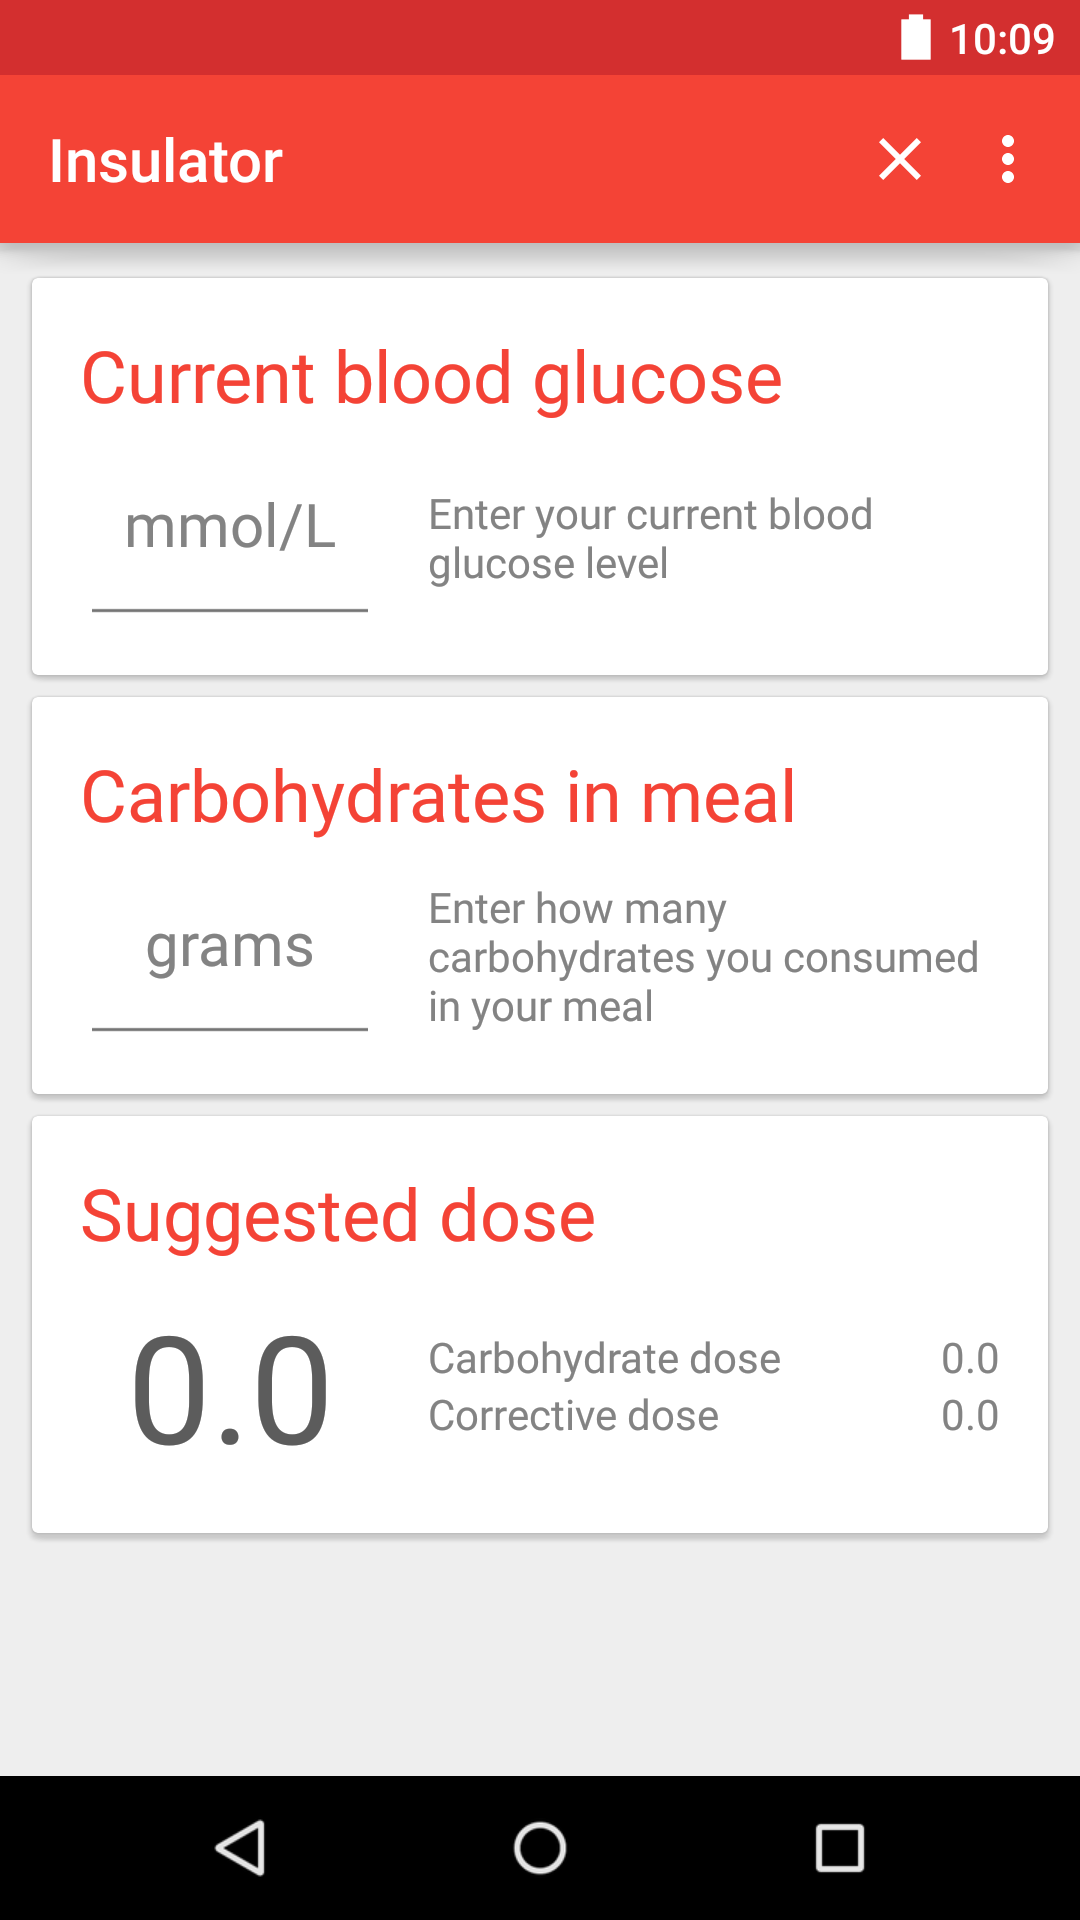 10:09
Insulator
Current blood glucose
mmol/L
Enter your current blood
glucose level
Carbohydrates in meal
grams
Enter how many
carbohydrates you consumed
in your meal
Suggested dose
0.0
Carbohydrate dose 0.0
Corrective dose 0.0